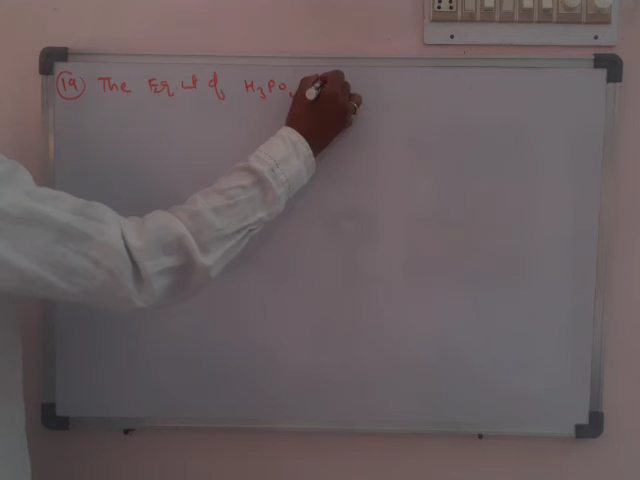 (19) The Eq.wt of H3PO